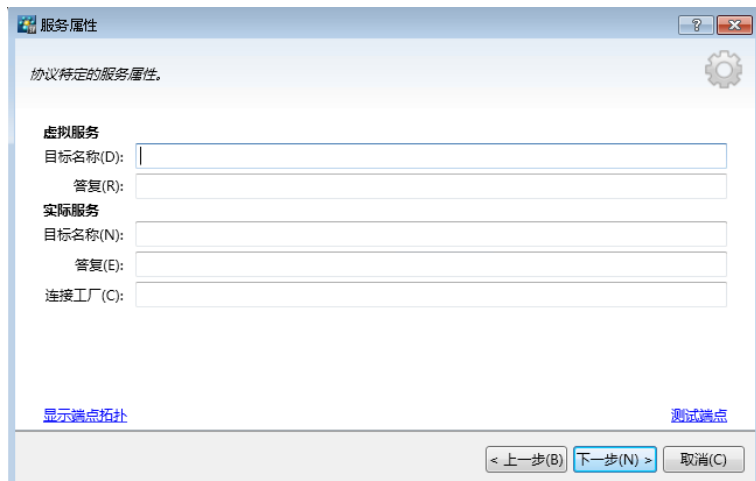 服务属性
协议特定的服务属性。
虚拟服务
目标名称(D):
答复(R):
实际服务
目标名称(N):
答复(E):
连接工厂(C):
显示端点拓扑 测试端点
< 上一步(B) 下一步(N) > 取消(C)